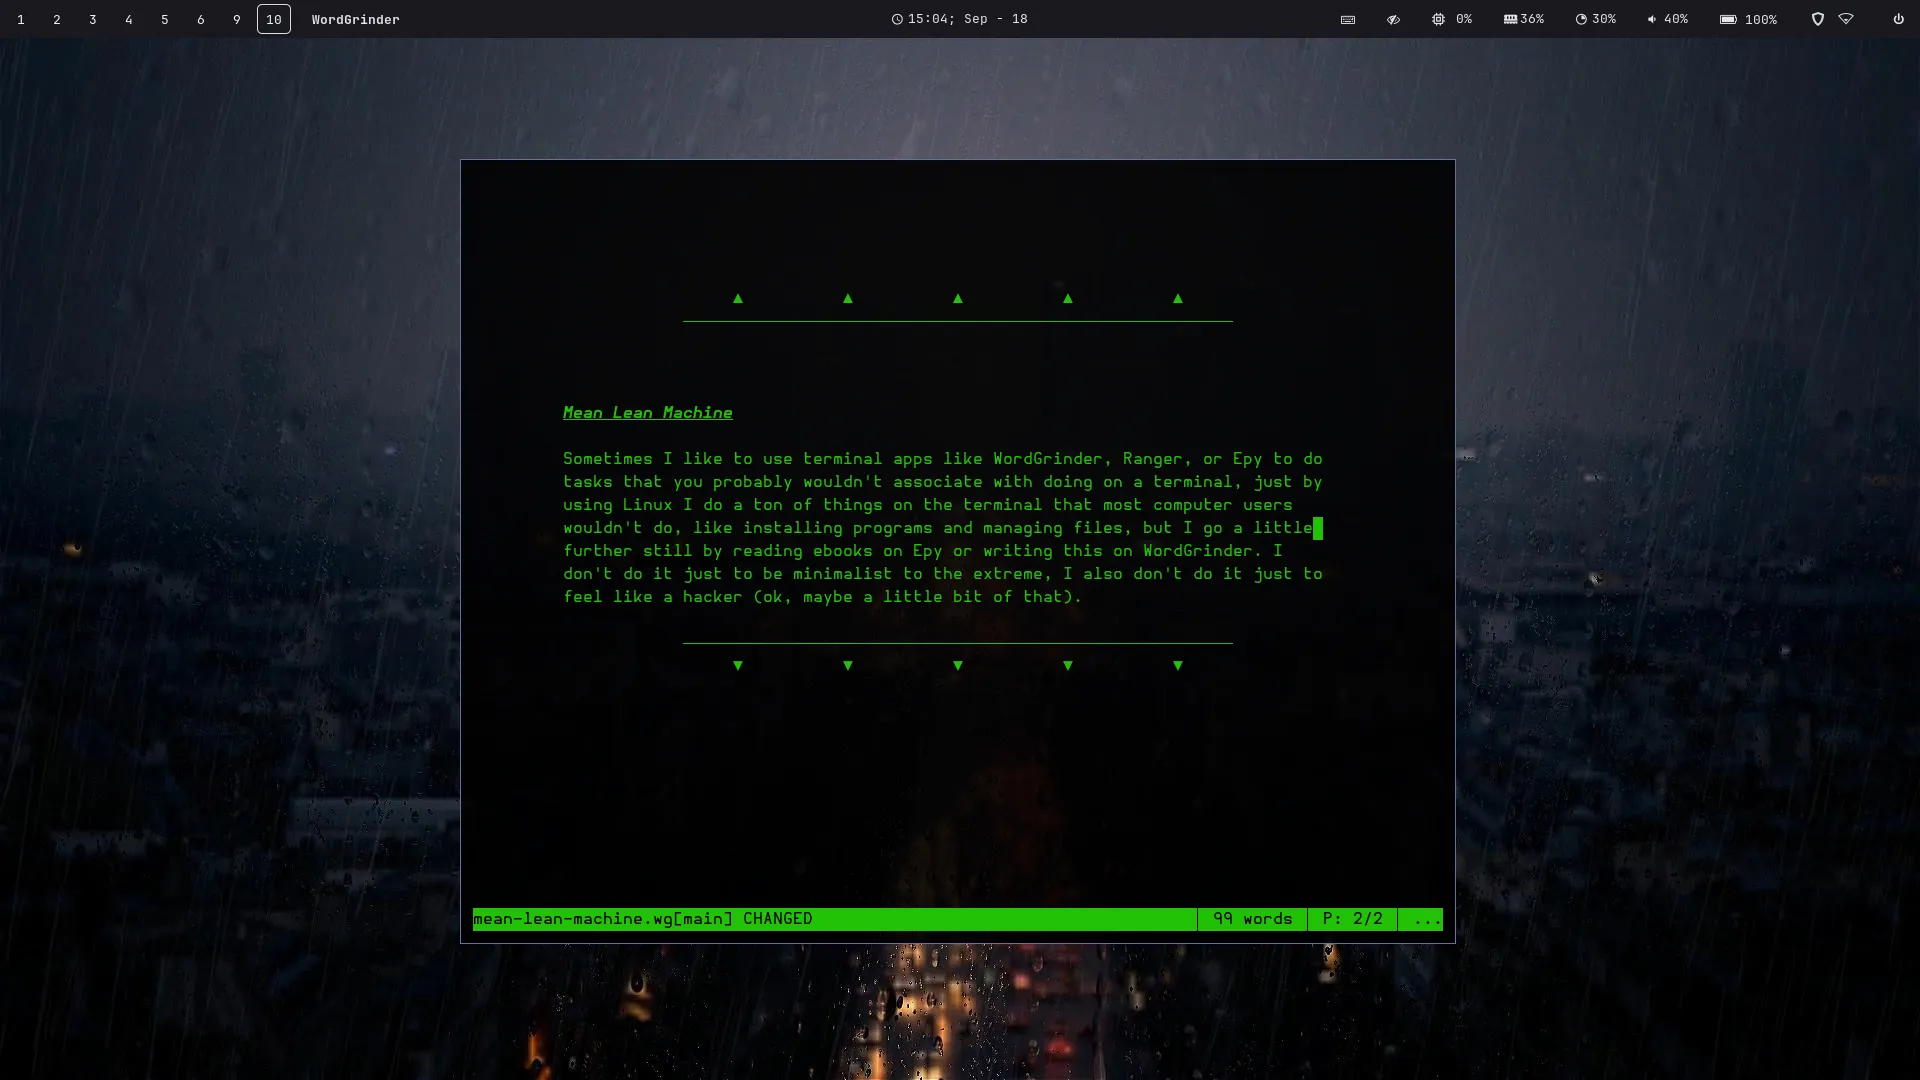 1 2 3 4 5 6 9 10 WordGrinder 15:04; Sep - 18 0% 36% 30% 40% 100%
Mean Lean Machine
Sometimes I like to use terminal apps like WordGrinder, Ranger, or Epy to do
tasks that you probably wouldn't associate with doing on a terminal, just by
using Linux I do a ton of things on the terminal that most computer users
wouldn't do, like installing programs and managing files, but I go a little
further still by reading ebooks on Epy or writing this on WordGrinder. I
don't do it just to be minimalist to the extreme, I also don't do it just to
feel like a hacker (ok, maybe a little bit of that).
mean-lean-machine.wg[main] CHANGED 99 words P: 2/2 ...